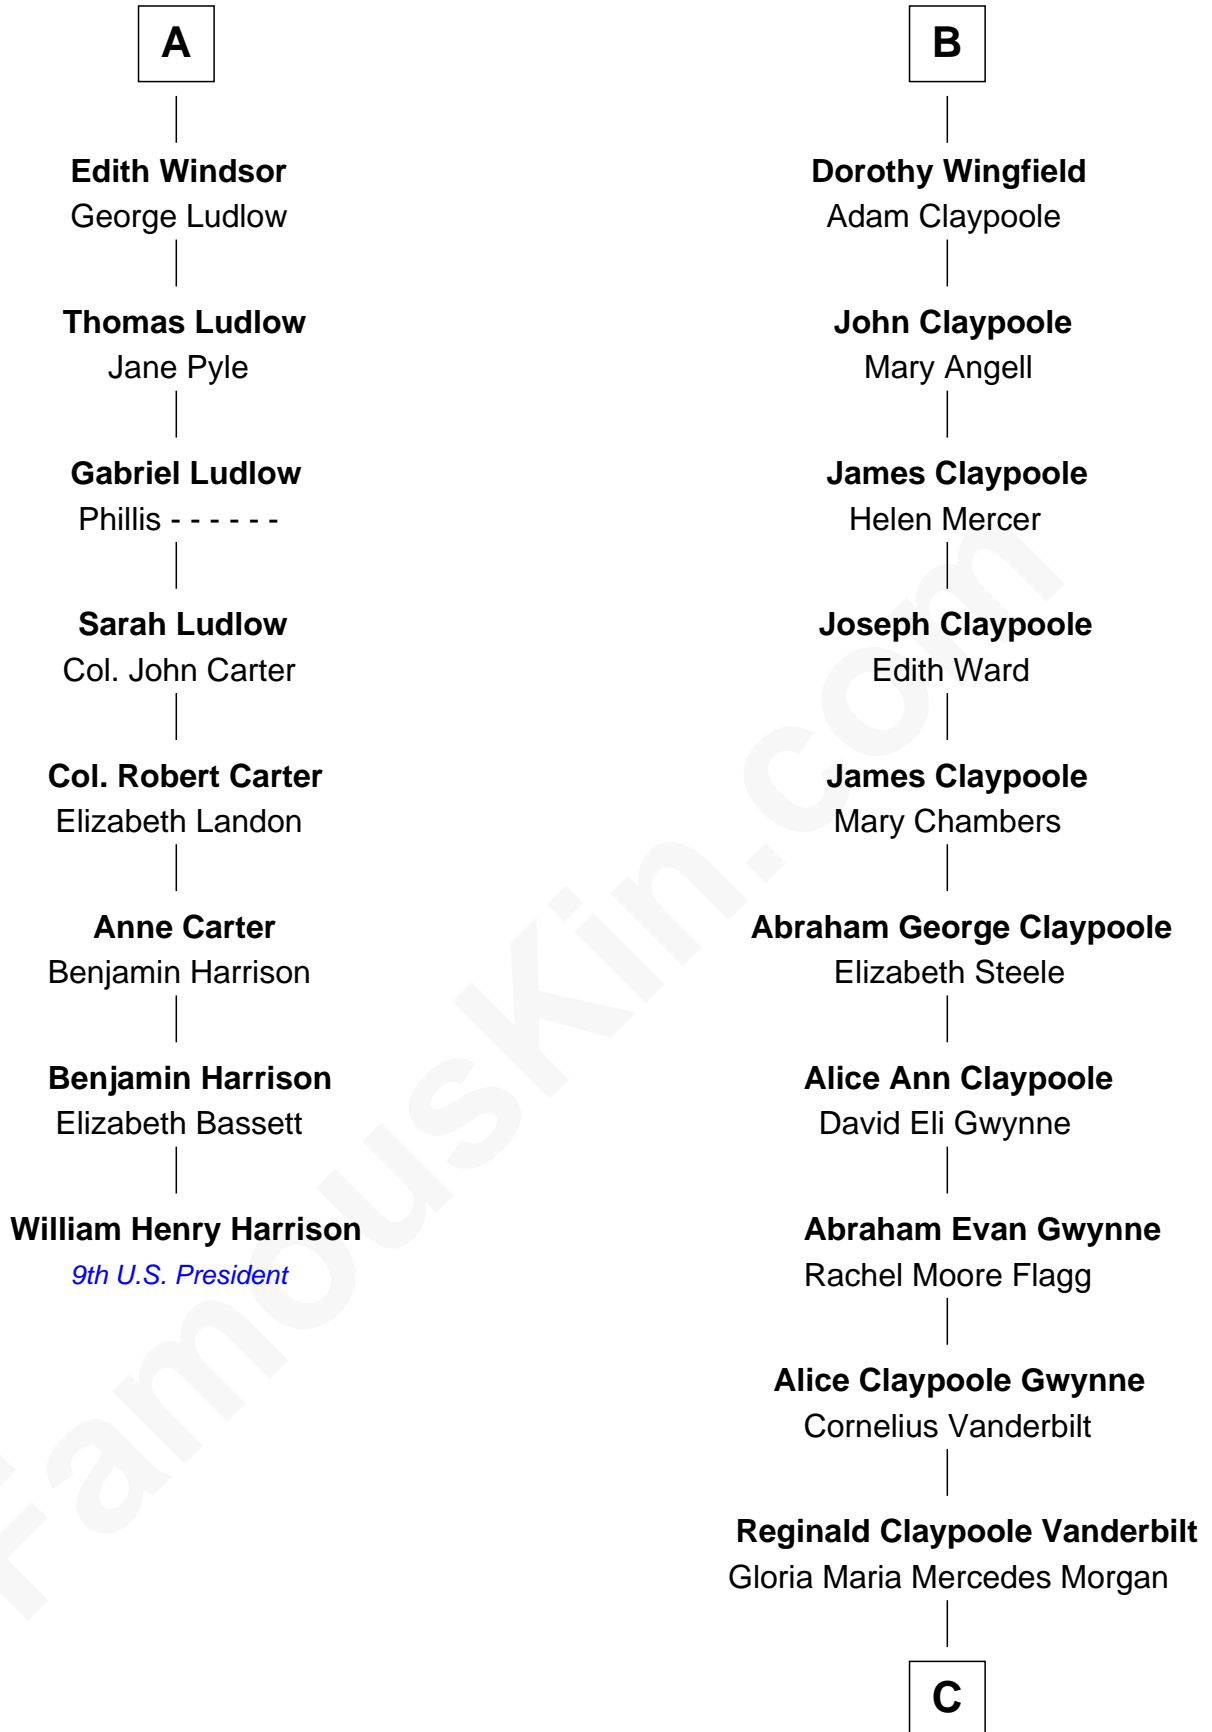 A
Edith Windsor
George Ludlow
Thomas Ludlow
Jane Pyle
Gabriel Ludlow
Phillis - - - - - -
Sarah Ludlow
Col. John Carter
Col. Robert Carter
Elizabeth Landon
Anne Carter
Benjamin Harrison
Benjamin Harrison
Elizabeth Bassett
William Henry Harrison
9th U.S. President
B
Dorothy Wingfield
Adam Claypoole
John Claypoole
Mary Angell
James Claypoole
Helen Mercer
Joseph Claypoole
Edith Ward
James Claypoole
Mary Chambers
Abraham George Claypoole
Elizabeth Steele
Alice Ann Claypoole
David Eli Gwynne
Abraham Evan Gwynne
Rachel Moore Flagg
Alice Claypoole Gwynne
Cornelius Vanderbilt
Reginald Claypoole Vanderbilt
Gloria Maria Mercedes Morgan
C
FamousKin.com